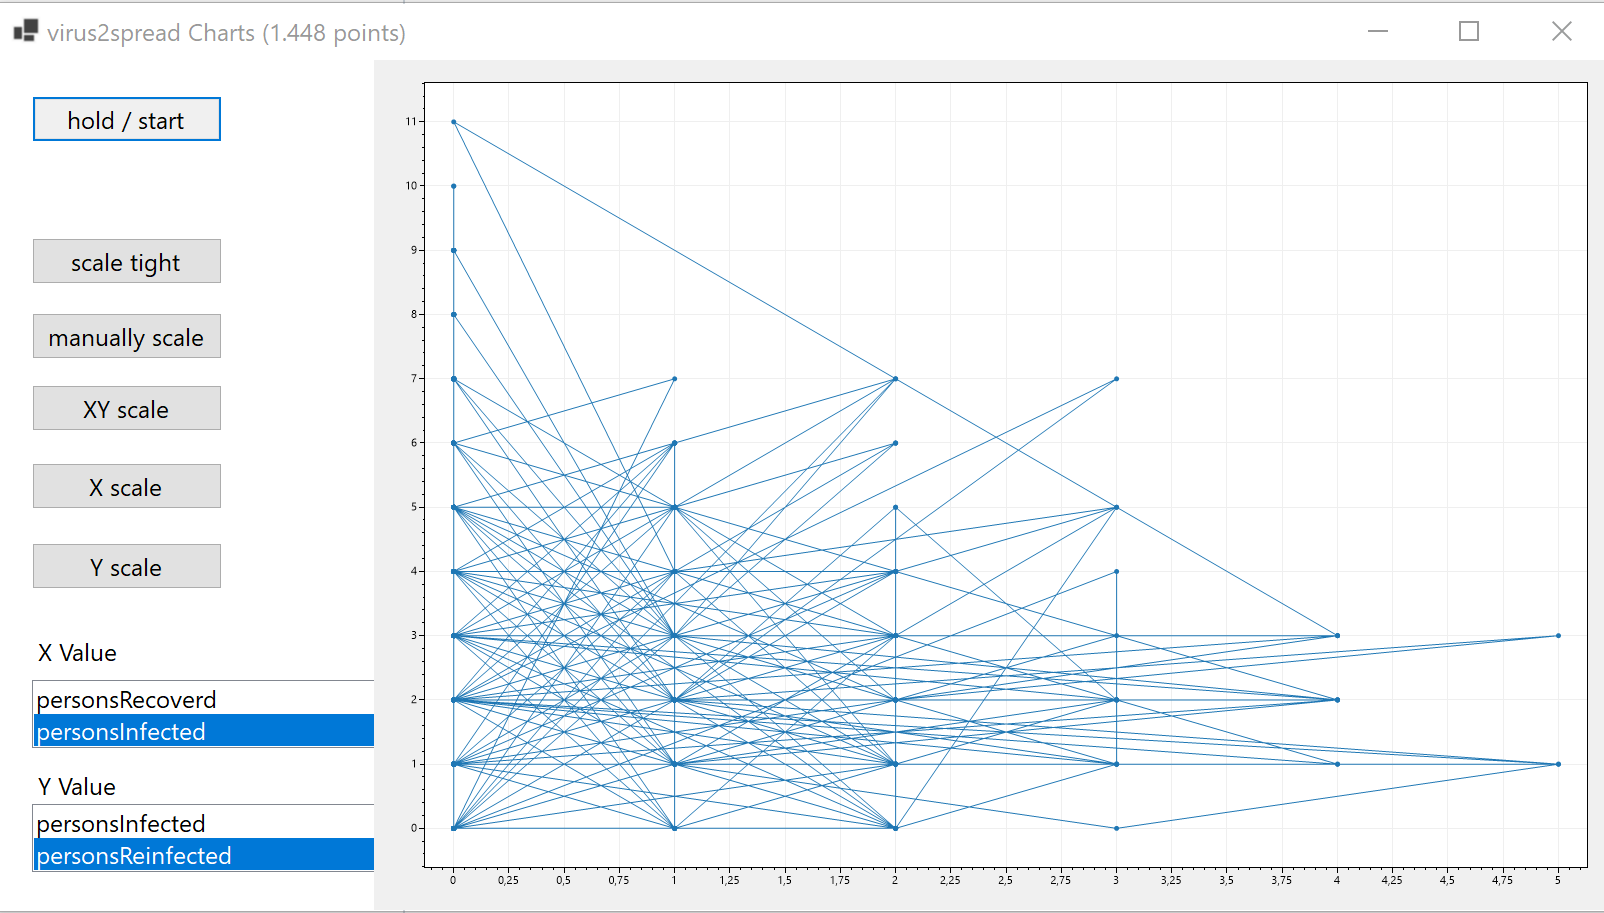 virus2spread Charts (1.448 points)
hold / start
scale tight
manually scale
XY scale
X scale
Y scale
X Value
personsRecoverd
personsInfected
Y Value
personsInfected
personsReinfected
11
10
9
8
7
6
5
4
3
2
1
0
0 0,25 0,5 0,75 1 1,25 1,5 1,75 2 2,25 2,5 2,75 3 3,25 3,5 3,75 4 4,25 4,5 4,75 5